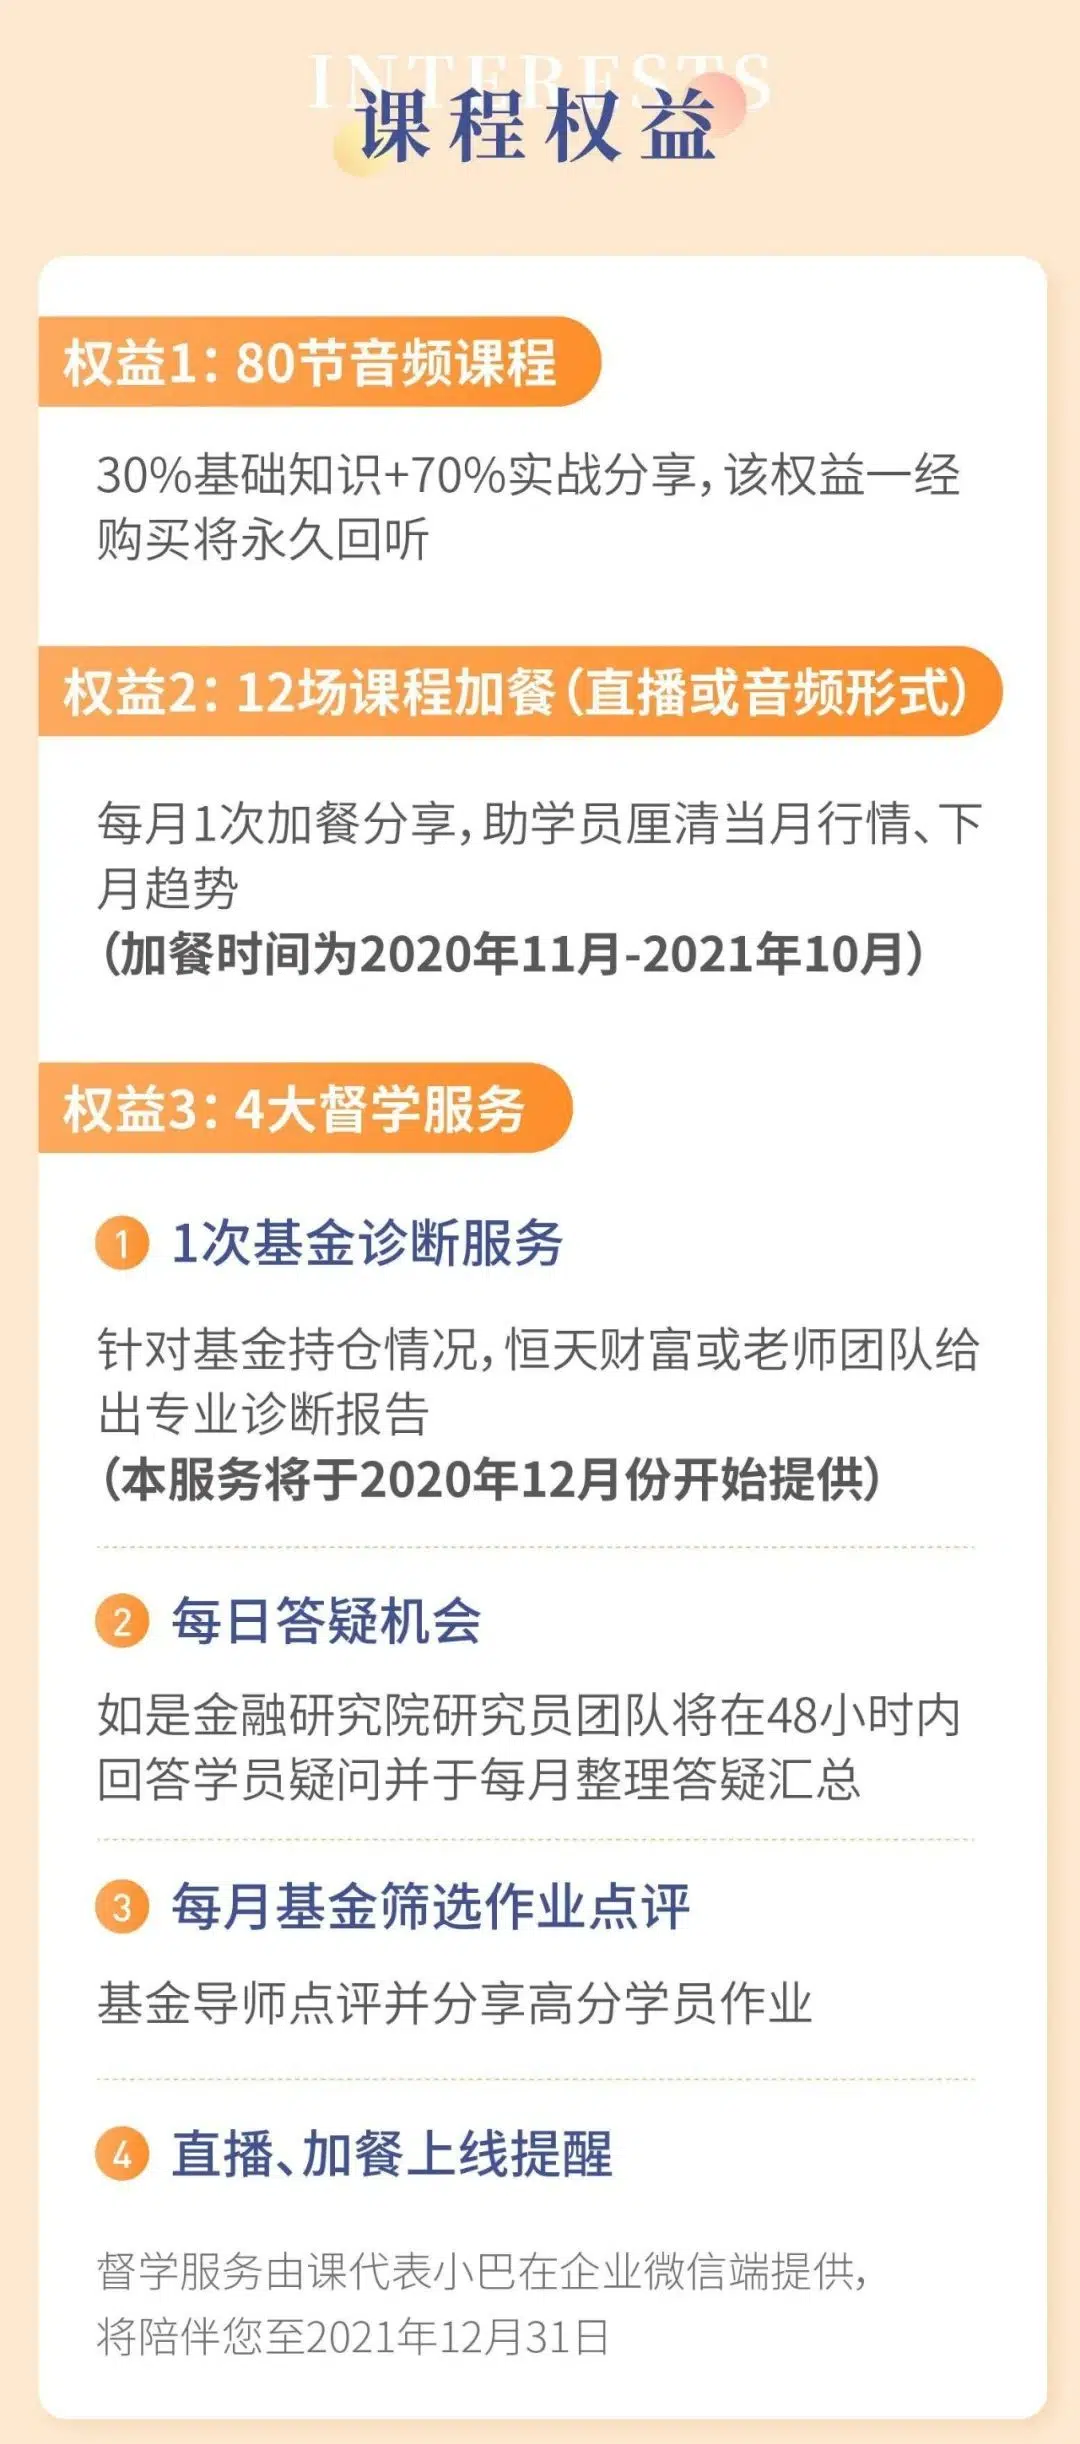 INTERESTS
课程权益
权益1：80节音频课程
30%基础知识+70%实战分享，该权益一经
购买将永久回听
权益2：12场课程加餐（直播或音频形式）
每月1次加餐分享，助学员厘清当月行情、下
月趋势
（加餐时间为2020年11月-2021年10月）
权益3：4大督学服务
1 1次基金诊断服务
针对基金持仓情况，恒天财富或老师团队给
出专业诊断报告
（本服务将于2020年12月份开始提供）
2 每日答疑机会
如是金融研究院研究员团队将在48小时内
回答学员疑问并于每月整理答疑汇总
3 每月基金筛选作业点评
基金导师点评并分享高分学员作业
4 直播、加餐上线提醒
督学服务由课代表小巴在企业微信端提供，
将陪伴您至2021年12月31日